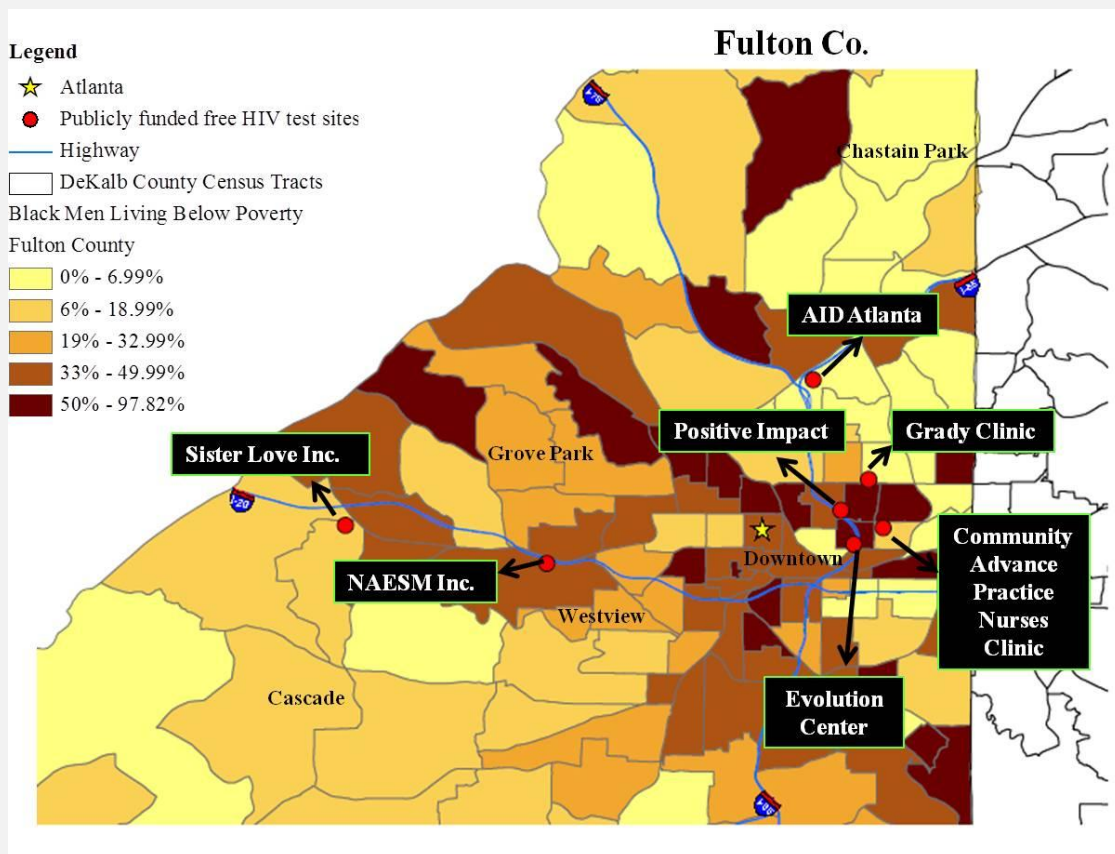 Fulton Co.
Legend
Atlanta
Publicly funded free HIV test sites
Highway
DeKalb County Census Tracts
Black Men Living Below Poverty
Fulton County
0% - 6.99%
6% - 18.99%
19% - 32.99%
33% - 49.99%
50% - 97.82%
Chastain Park
AID Atlanta
Positive Impact
Grady Clinic
Sister Love Inc.
Grove Park
I-20
NAESM Inc.
Downtown
Community
Advance
Practice
Nurses
Clinic
Westview
Cascade
Evolution
Center